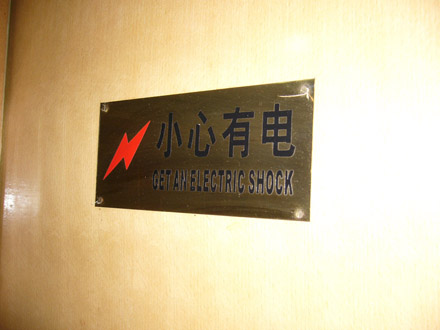 小心有电
GET AN ELECTRIC SHOCK